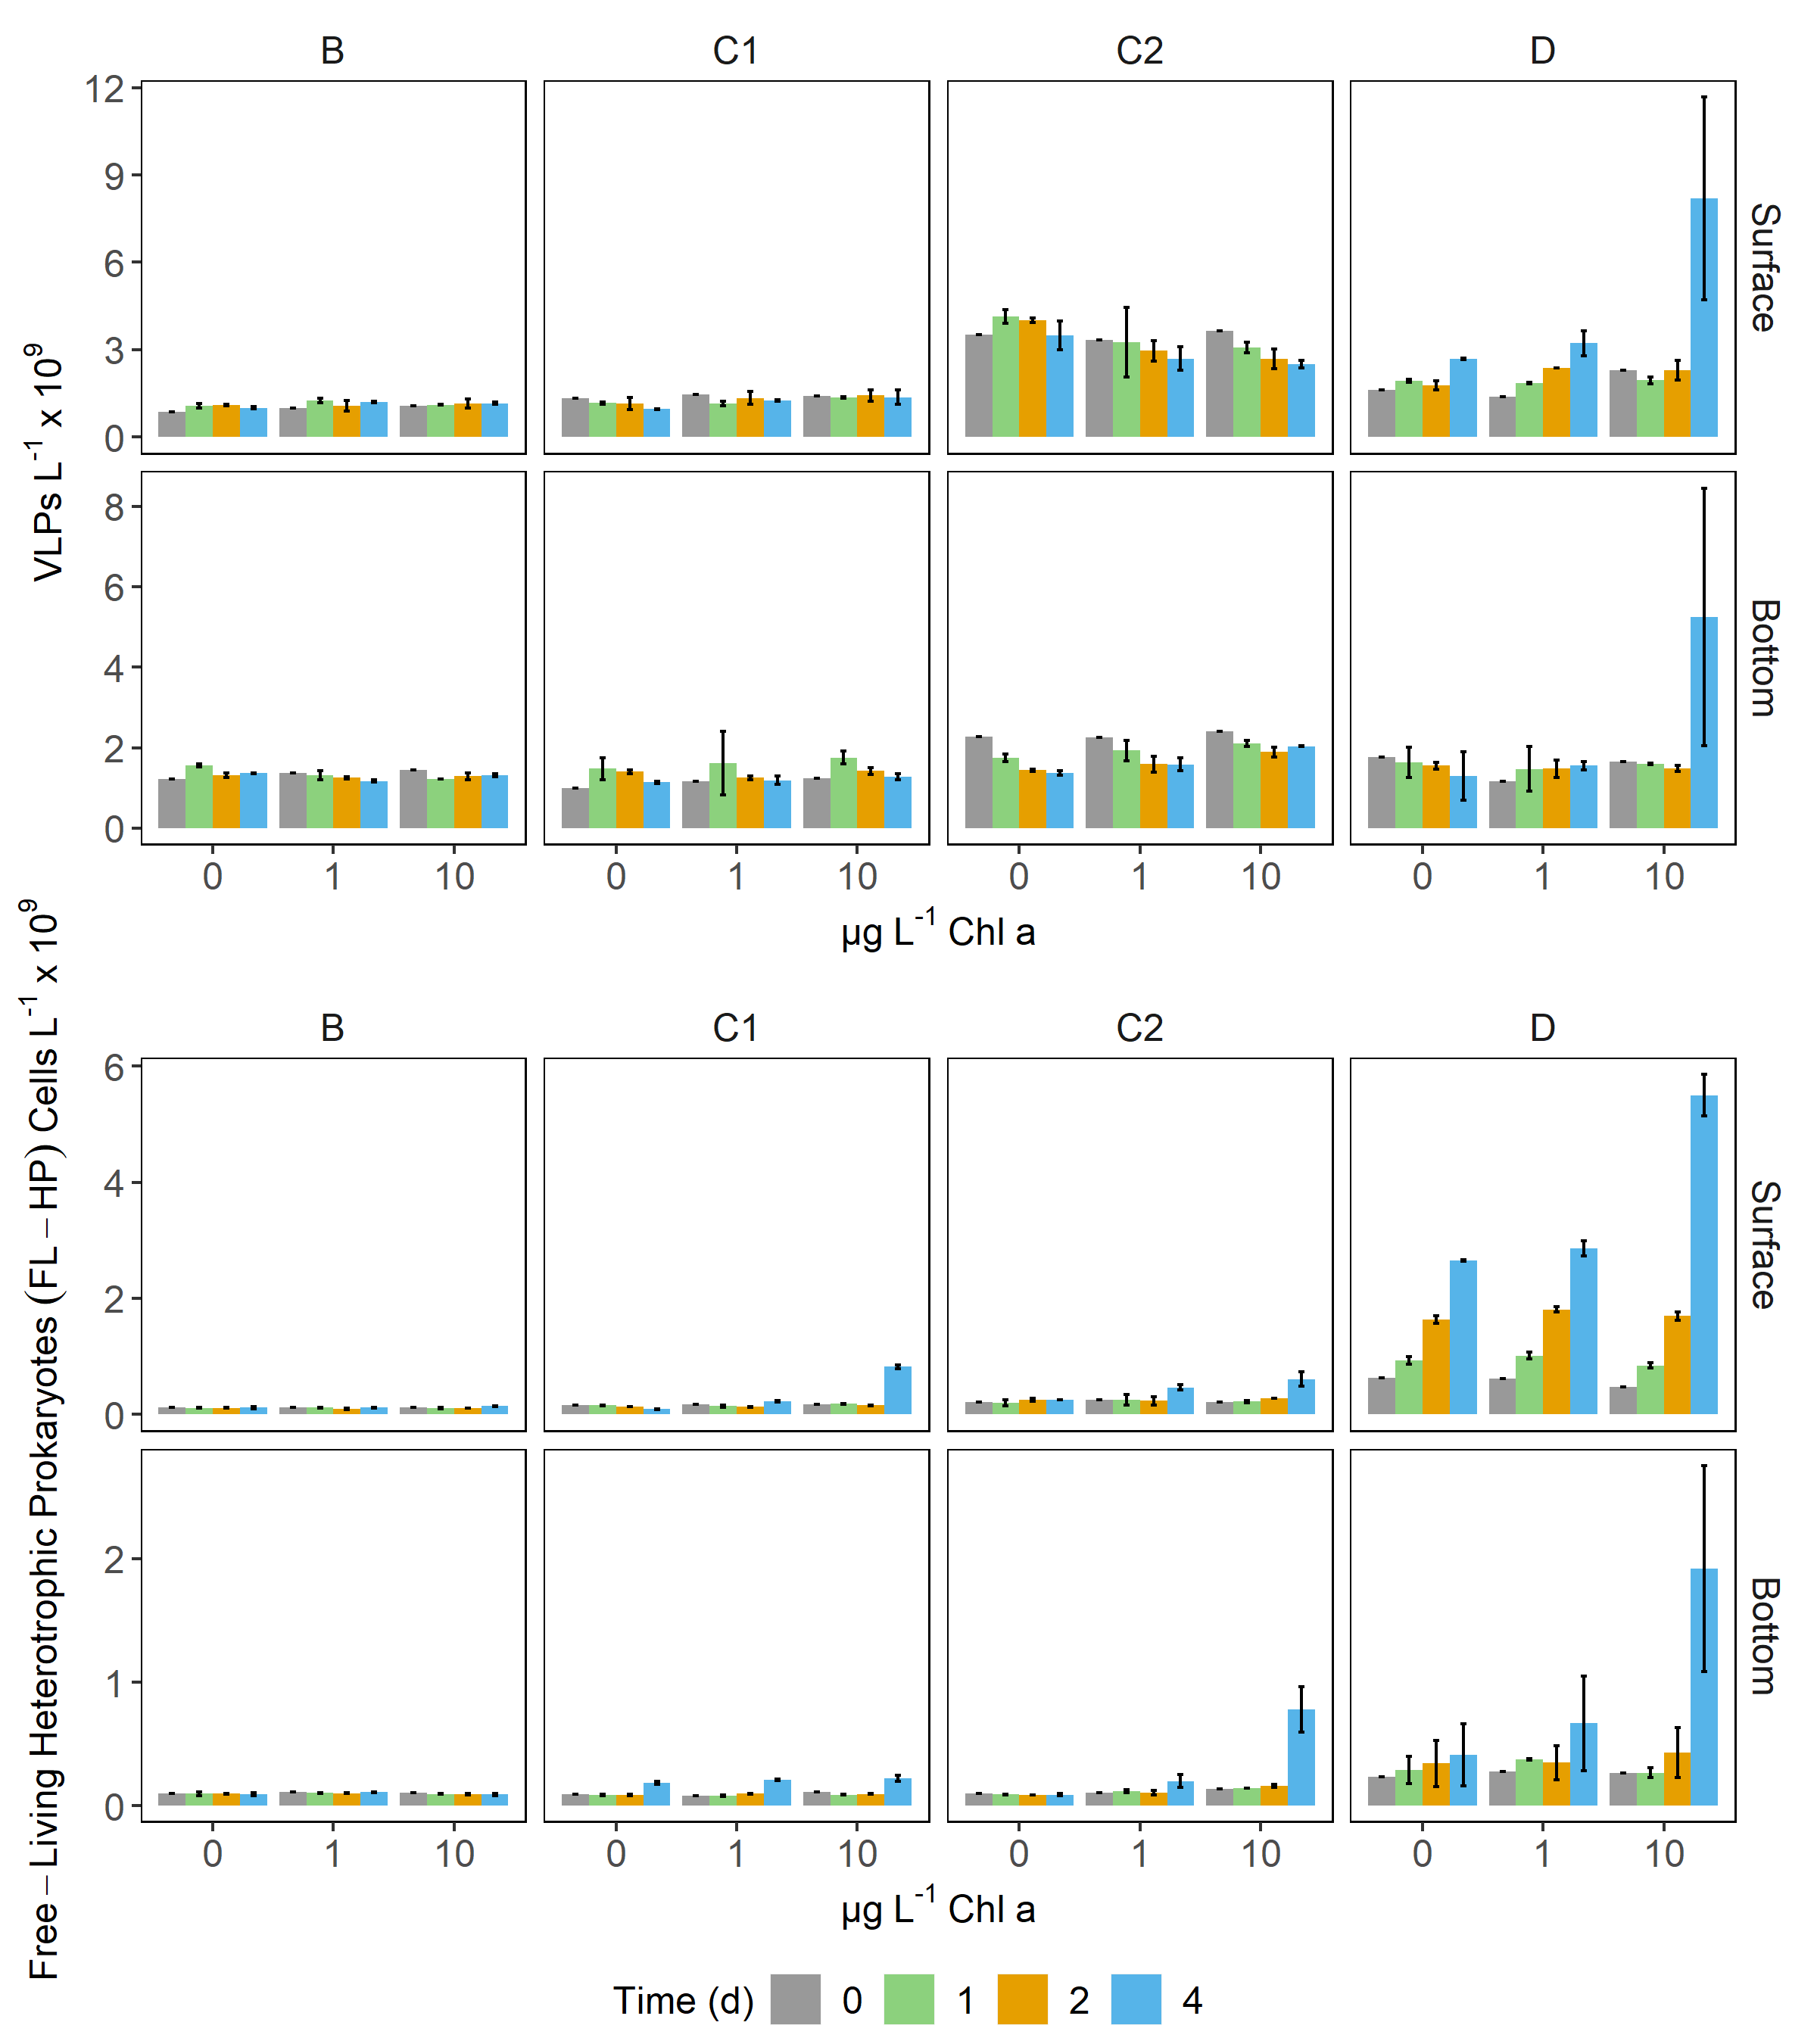 B C1 C2 D
VLPs L⁻¹ x 10⁹
12
9
6
3
0
Surface
8
6
4
2
0
Bottom
0 1 10 0 1 10 0 1 10 0 1 10
µg L⁻¹ Chl a
B C1 C2 D
Free−Living Heterotrophic Prokaryotes (FL−HP) Cells L⁻¹ x 10⁹
6
4
2
0
Surface
2
1
0
Bottom
0 1 10 0 1 10 0 1 10 0 1 10
µg L⁻¹ Chl a
Time (d) 0 1 2 4